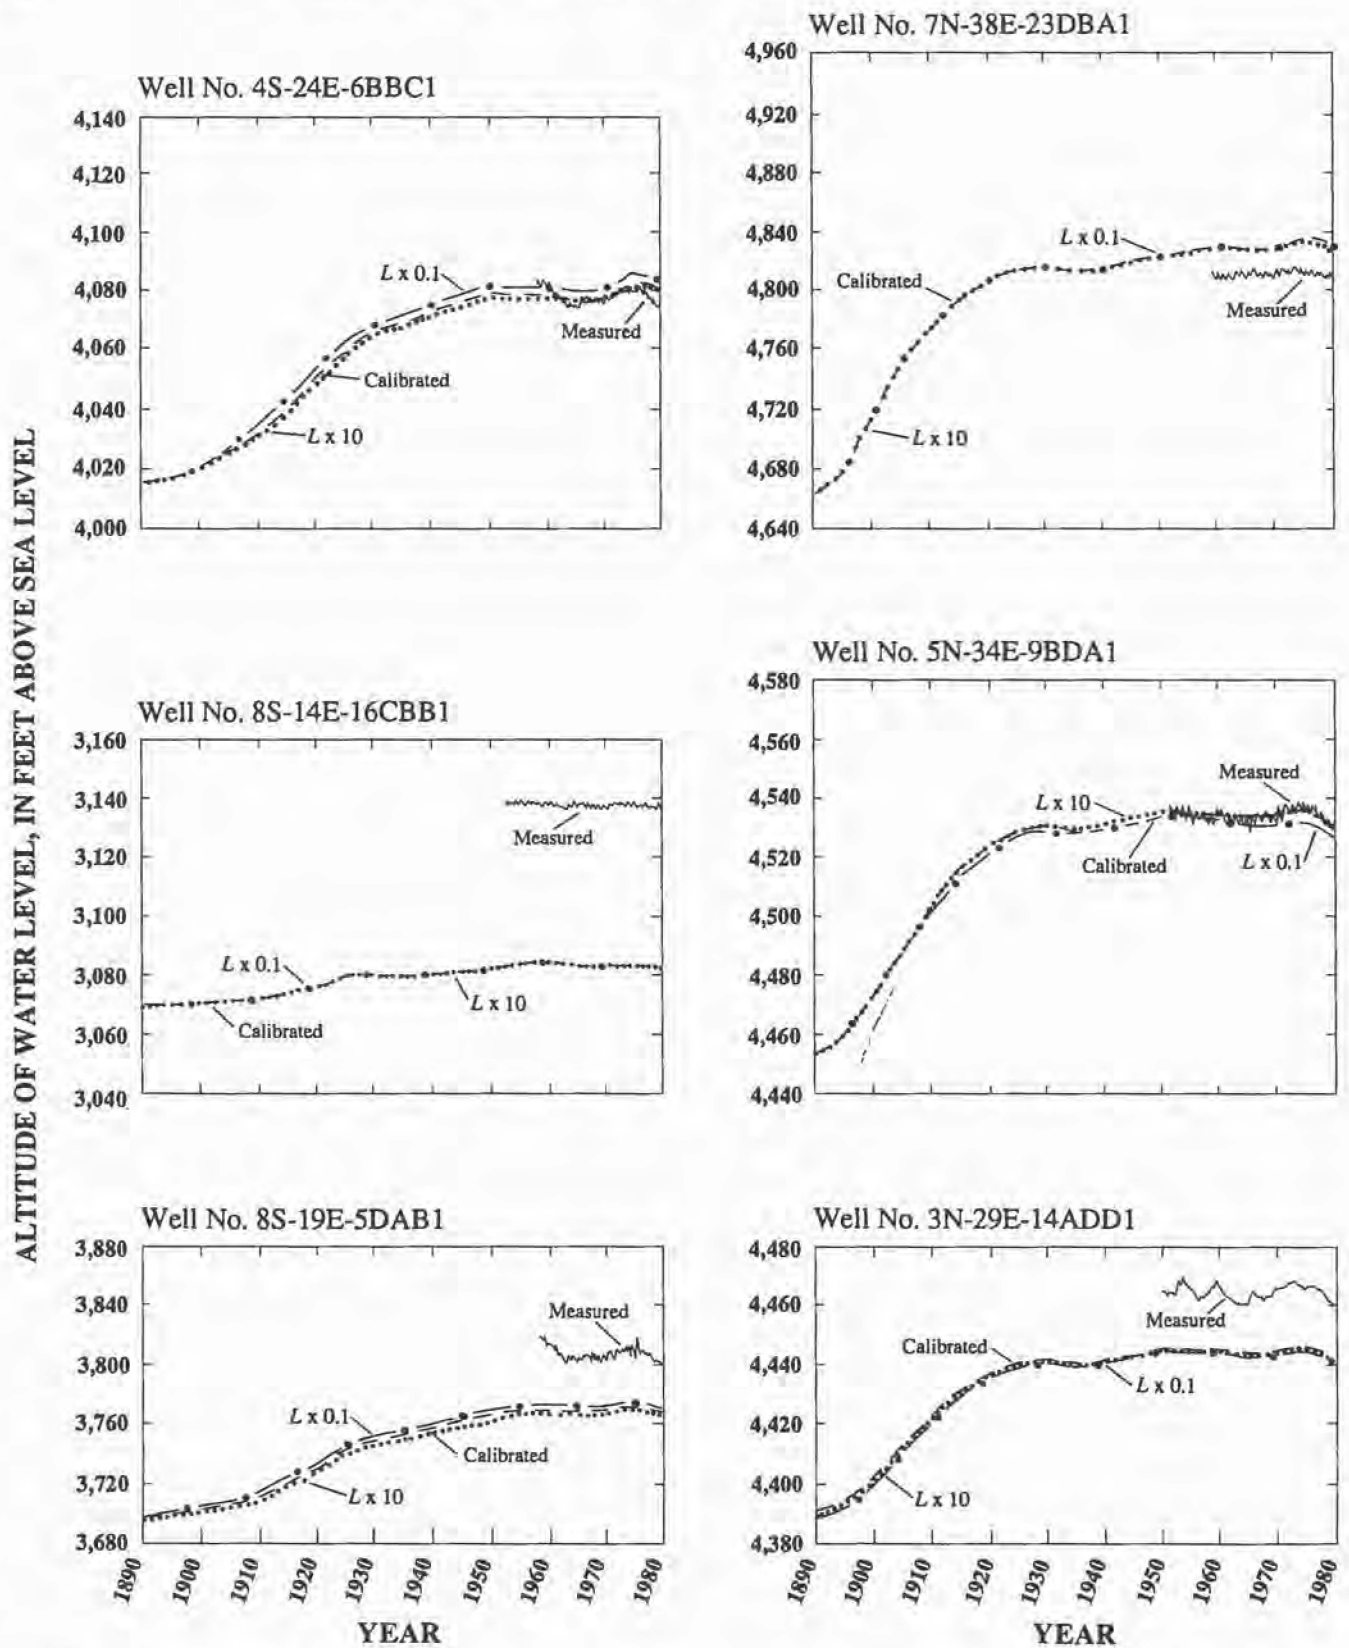 ALTITUDE OF WATER LEVEL, IN FEET ABOVE SEA LEVEL
Well No. 4S-24E-6BBC1
4,140
4,120
4,100
4,080
4,060
4,040
4,020
4,000
L x 0.1
Measured
Calibrated
L x 10
Well No. 7N-38E-23DBA1
4,960
4,920
4,880
4,840
4,800
4,760
4,720
4,680
4,640
L x 0.1
Calibrated
Measured
L x 10
Well No. 8S-14E-16CBB1
3,160
3,140
3,120
3,100
3,080
3,060
3,040
Measured
L x 0.1
L x 10
Calibrated
Well No. 5N-34E-9BDA1
4,580
4,560
4,540
4,520
4,500
4,480
4,460
4,440
Measured
L x 10
Calibrated
L x 0.1
Well No. 8S-19E-5DAB1
3,880
3,840
3,800
3,760
3,720
3,680
Measured
L x 0.1
Calibrated
L x 10
1890
1900
1910
1920
1930
1940
1950
1960
1970
1980
YEAR
Well No. 3N-29E-14ADD1
4,480
4,460
4,440
4,420
4,400
4,380
Measured
Calibrated
L x 0.1
L x 10
1890
1900
1910
1920
1930
1940
1950
1960
1970
1980
YEAR